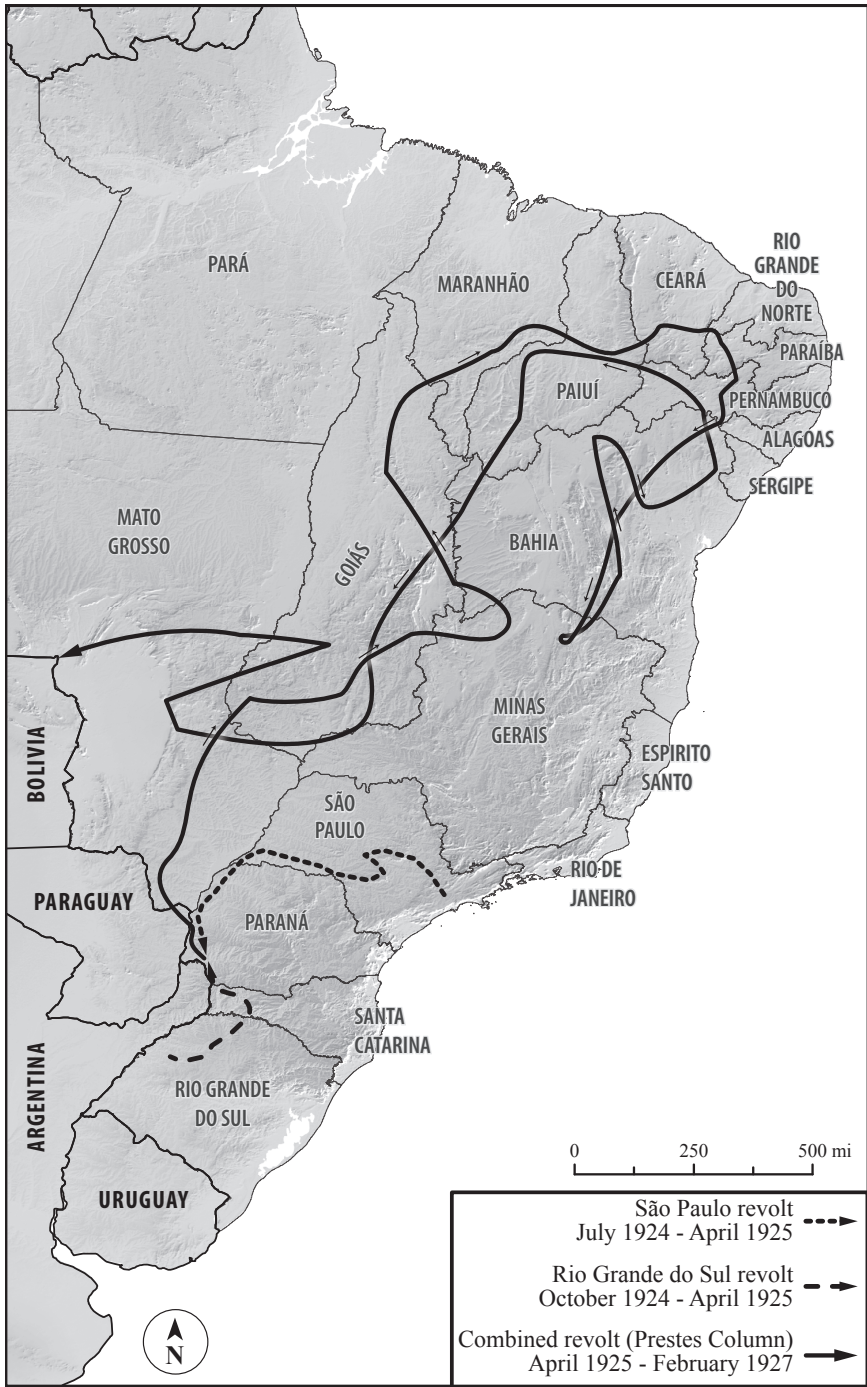 PARÁ
MARANHÃO
CEARÁ
RIO
GRANDE
DO
NORTE
PARAÍBA
PAIUÍ
PERNAMBUCO
ALAGOAS
SERGIPE
MATO
GROSSO
GOIÁS
BAHIA
MINAS
GERAIS
ESPIRITO
SANTO
BOLIVIA
SÃO
PAULO
RIO DE
JANEIRO
PARAGUAY
PARANÁ
SANTA
CATARINA
ARGENTINA
RIO GRANDE
DO SUL
URUGUAY
0 250 500 mi
São Paulo revolt
July 1924 - April 1925
Rio Grande do Sul revolt
October 1924 - April 1925
Combined revolt (Prestes Column)
April 1925 - February 1927
N